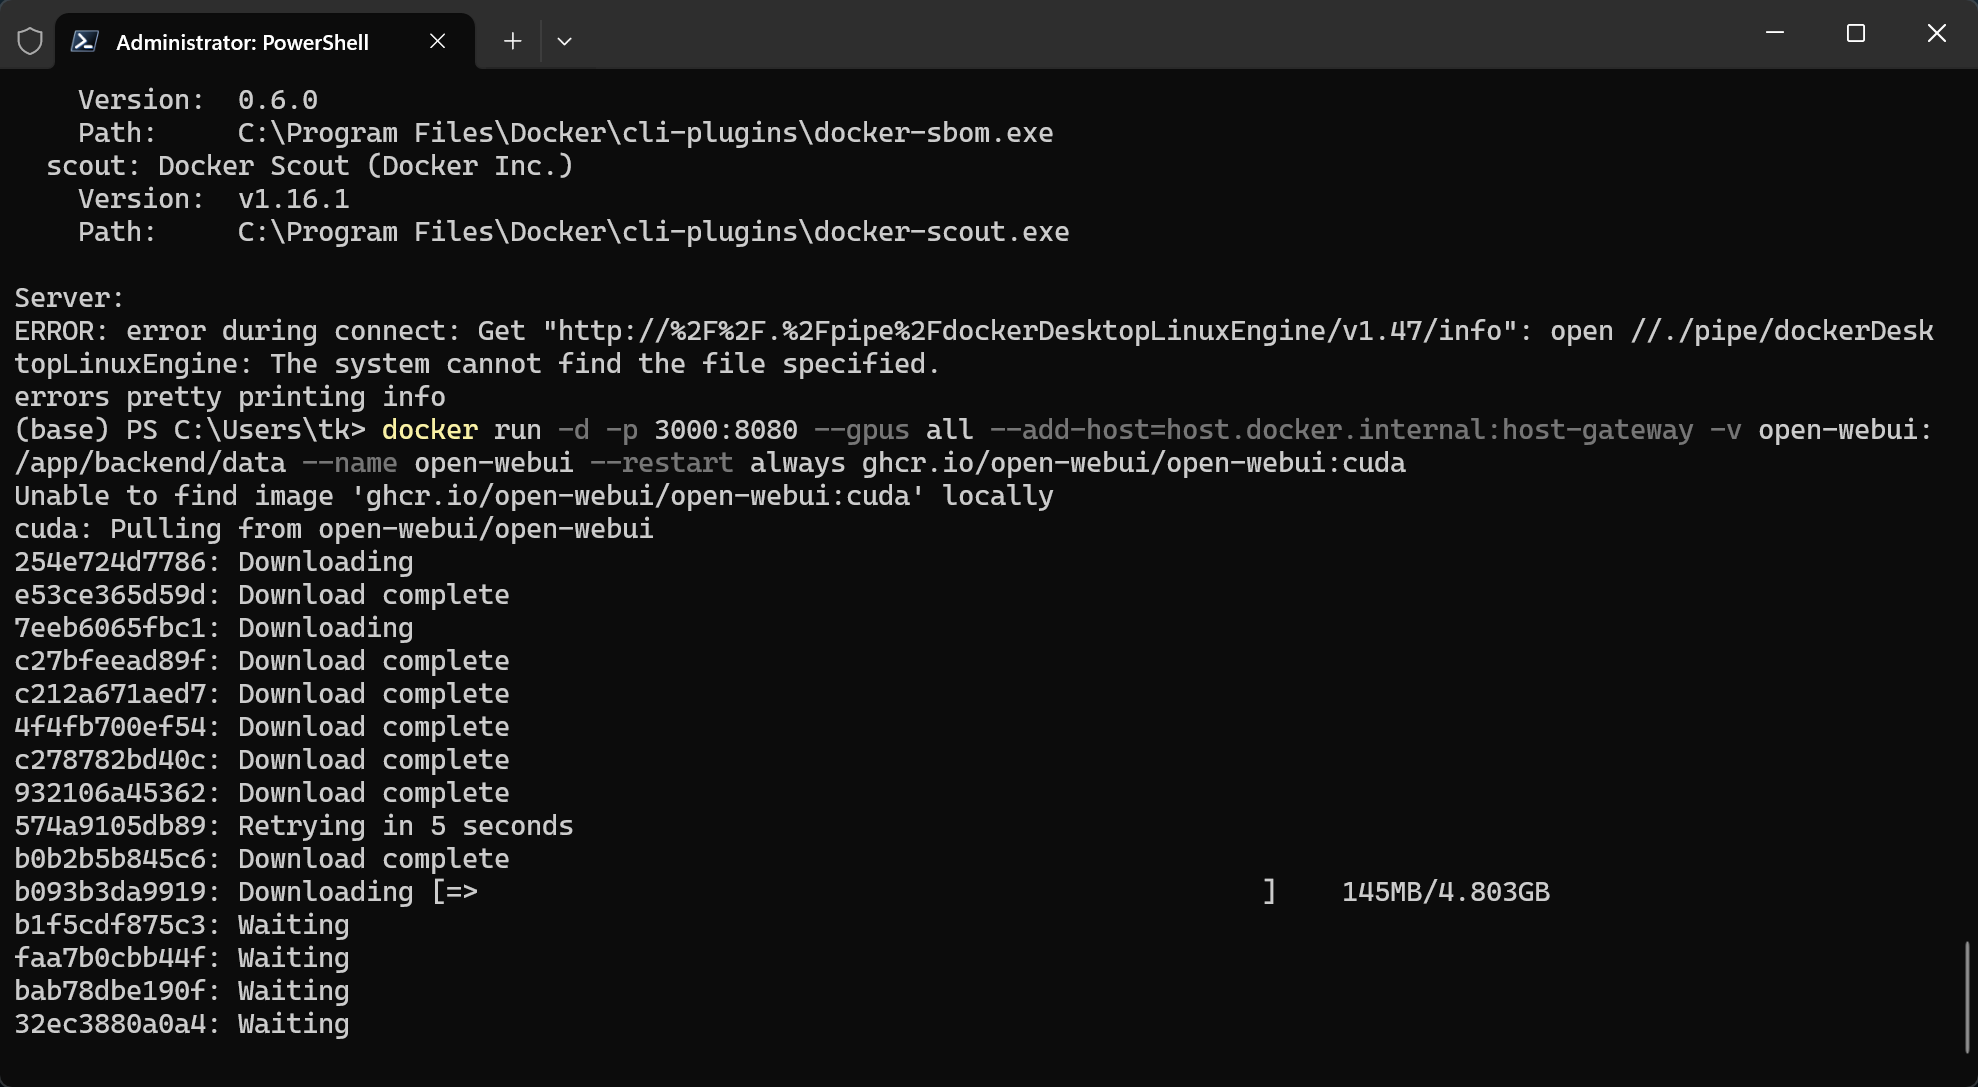 Administrator: PowerShell
Version: 0.6.0
Path: C:\Program Files\Docker\cli-plugins\docker-sbom.exe
scout: Docker Scout (Docker Inc.)
Version: v1.16.1
Path: C:\Program Files\Docker\cli-plugins\docker-scout.exe
Server:
ERROR: error during connect: Get "http://%2F%2F.%2Fpipe%2FdockerDesktopLinuxEngine/v1.47/info": open //./pipe/dockerDesk
topLinuxEngine: The system cannot find the file specified.
errors pretty printing info
(base) PS C:\Users\tk> docker run -d -p 3000:8080 --gpus all --add-host=host.docker.internal:host-gateway -v open-webui:
/app/backend/data --name open-webui --restart always ghcr.io/open-webui/open-webui:cuda
Unable to find image 'ghcr.io/open-webui/open-webui:cuda' locally
cuda: Pulling from open-webui/open-webui
254e724d7786: Downloading
e53ce365d59d: Download complete
7eeb6065fbc1: Downloading
c27bfeead89f: Download complete
c212a671aed7: Download complete
4f4fb700ef54: Download complete
c278782bd40c: Download complete
932106a45362: Download complete
574a9105db89: Retrying in 5 seconds
b0b2b5b845c6: Download complete
b093b3da9919: Downloading [=> ] 145MB/4.803GB
b1f5cdf875c3: Waiting
faa7b0cbb44f: Waiting
bab78dbe190f: Waiting
32ec3880a0a4: Waiting